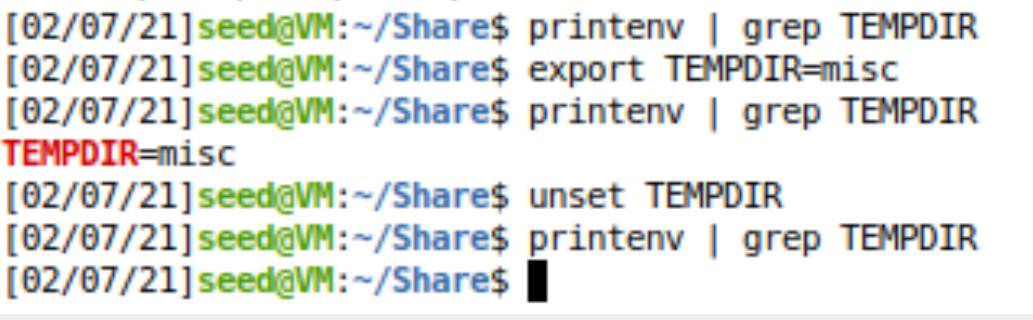 [02/07/21]seed@VM:~/Share$ printenv | grep TEMPDIR
[02/07/21]seed@VM:~/Share$ export TEMPDIR=misc
[02/07/21]seed@VM:~/Share$ printenv | grep TEMPDIR
TEMPDIR=misc
[02/07/21]seed@VM:~/Share$ unset TEMPDIR
[02/07/21]seed@VM:~/Share$ printenv | grep TEMPDIR
[02/07/21]seed@VM:~/Share$